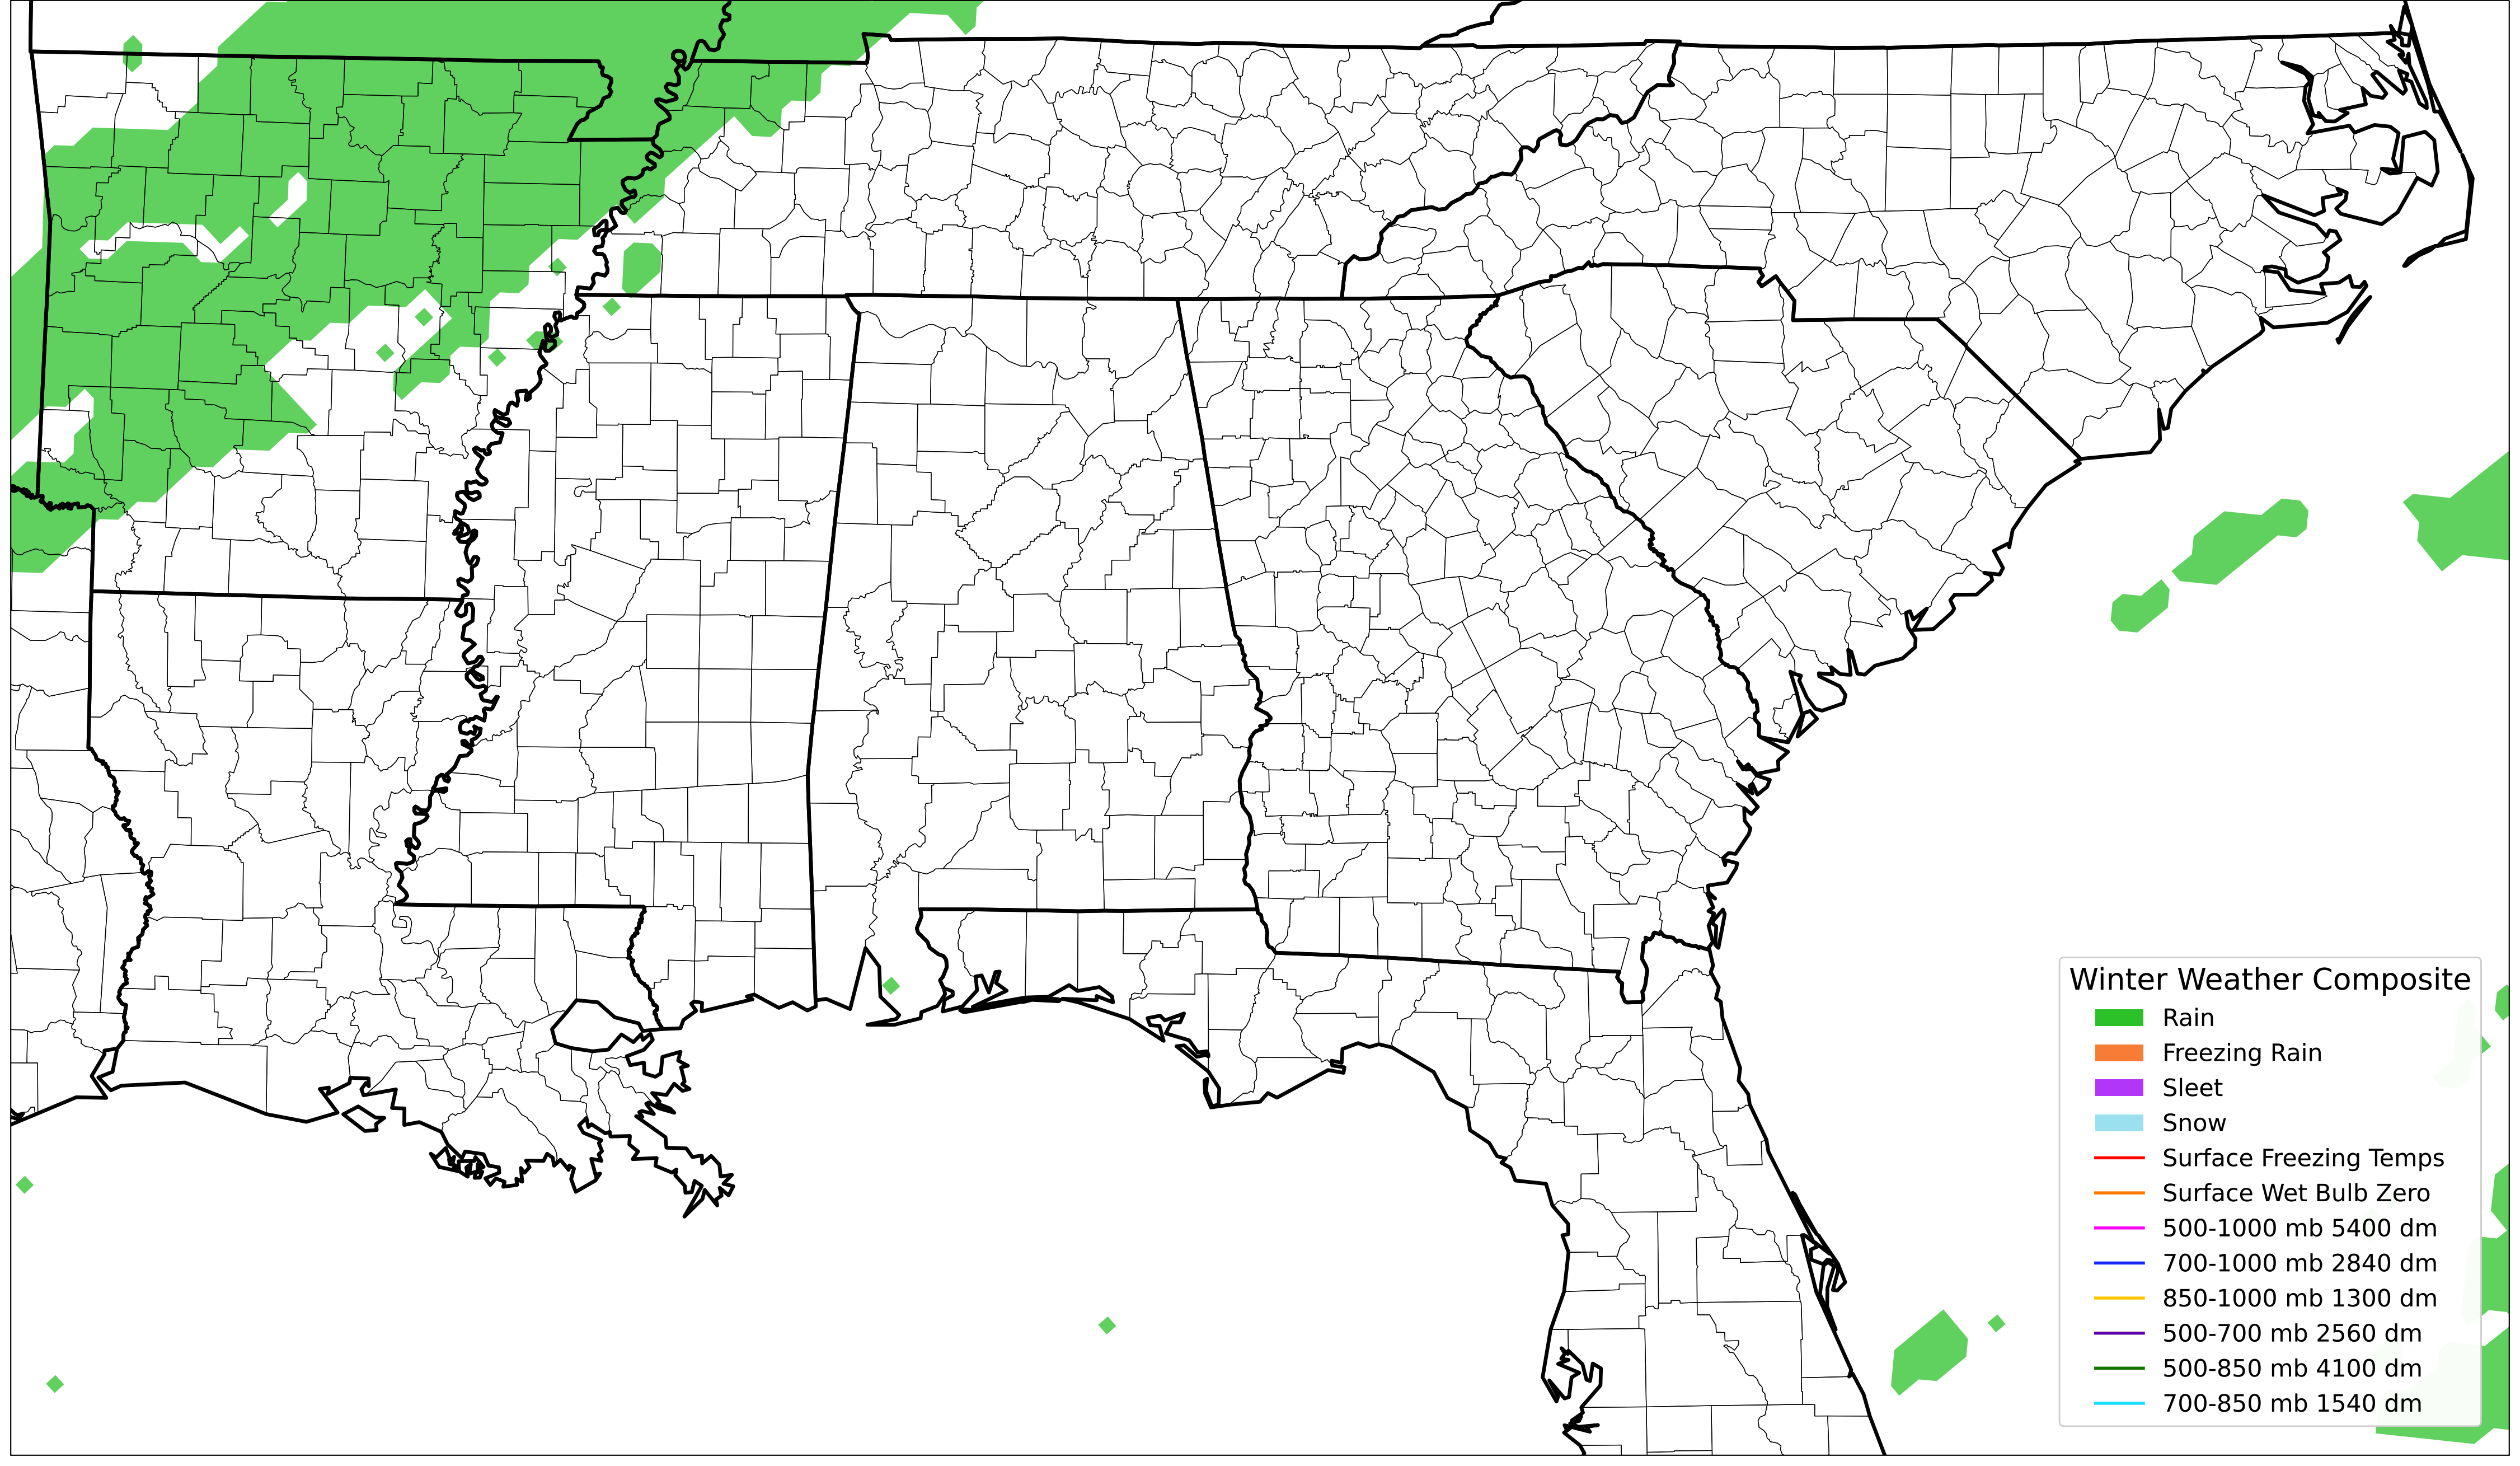 Winter Weather Composite
Rain
Freezing Rain
Sleet
Snow
Surface Freezing Temps
Surface Wet Bulb Zero
500-1000 mb 5400 dm
700-1000 mb 2840 dm
850-1000 mb 1300 dm
500-700 mb 2560 dm
500-850 mb 4100 dm
700-850 mb 1540 dm